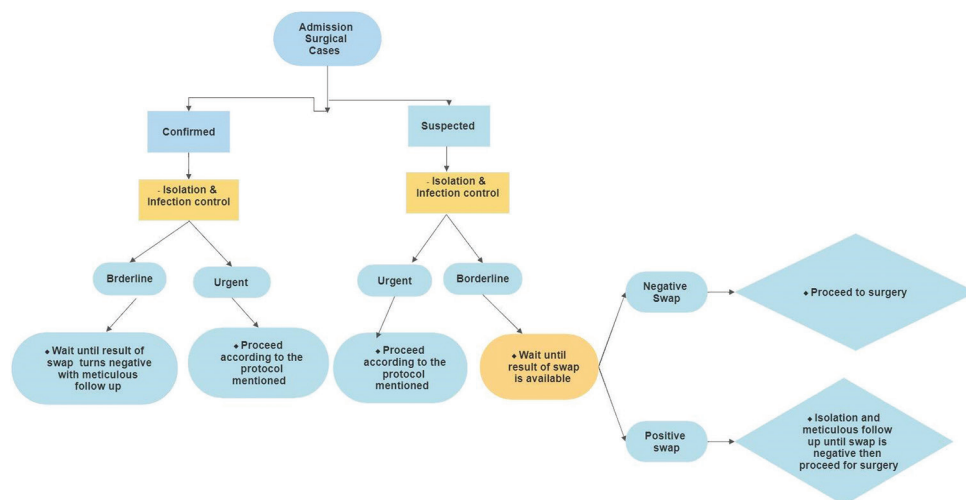 Admission
Surgical
Cases
Confirmed
Suspected
- Isolation &
Infection control
- Isolation &
Infection control
Brderline
Urgent
Urgent
Borderline
Negative
Swap
◆ Proceed to surgery
◆ Wait until result of
swap turns negative
with meticulous
follow up
◆ Proceed
according to the
protocol
mentioned
◆ Proceed
according to the
protocol
mentioned
◆ Wait until
result of swap
is available
Positive
swap
◆ Isolation and
meticulous follow
up until swap is
negative then
proceed for surgery